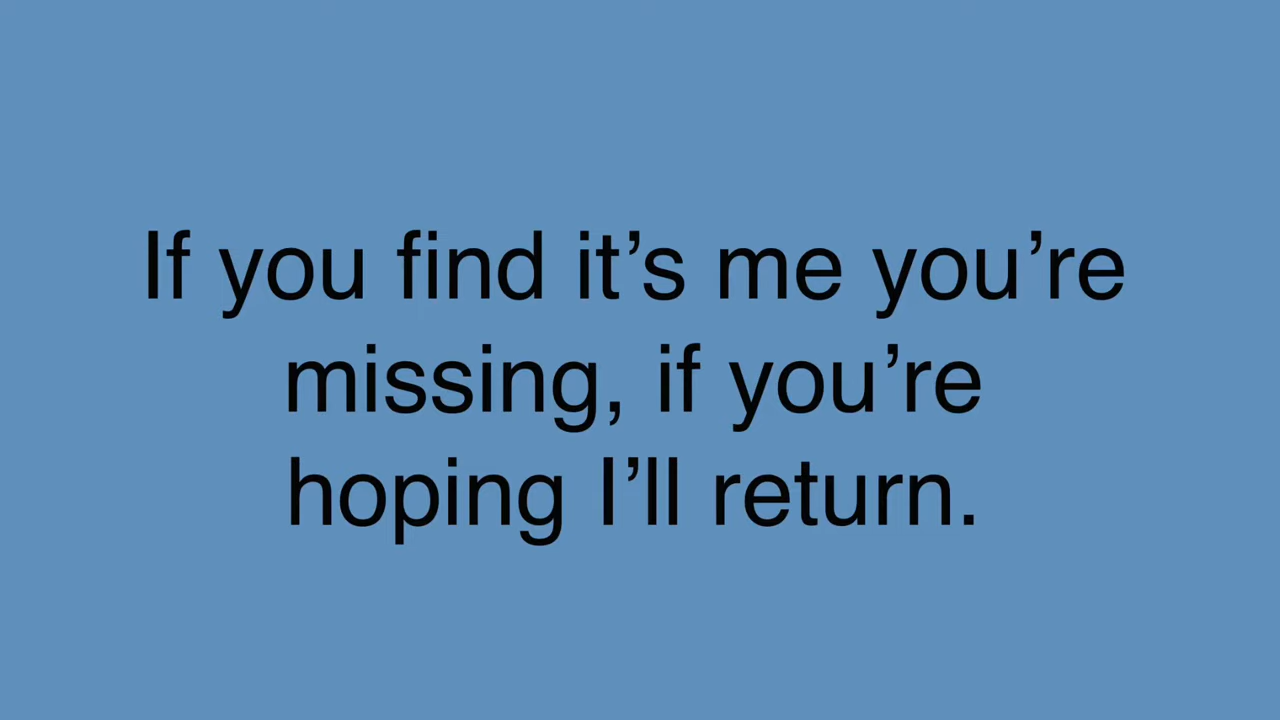 If you find it’s me you’re
missing, if you’re
hoping I’ll return.